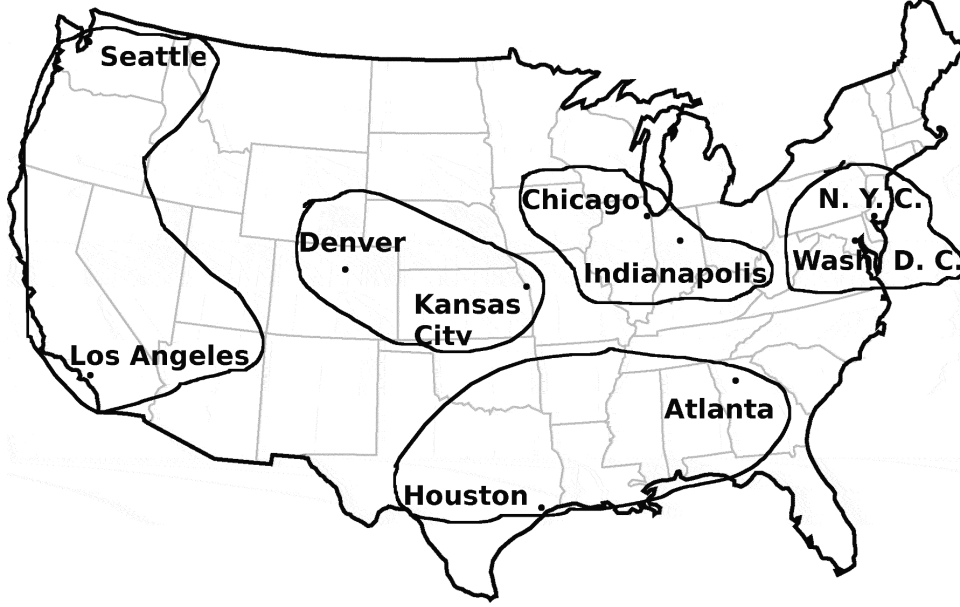 Seattle
N. Y. C.
Chicago
Denver
Wash D. C.
Indianapolis
Kansas
City
Los Angeles
Atlanta
Houston